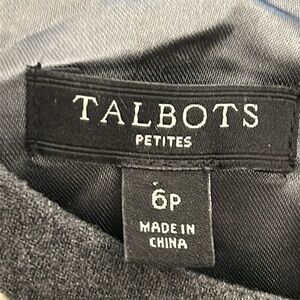 TALBOTS
PETITES
6P
MADE IN
CHINA